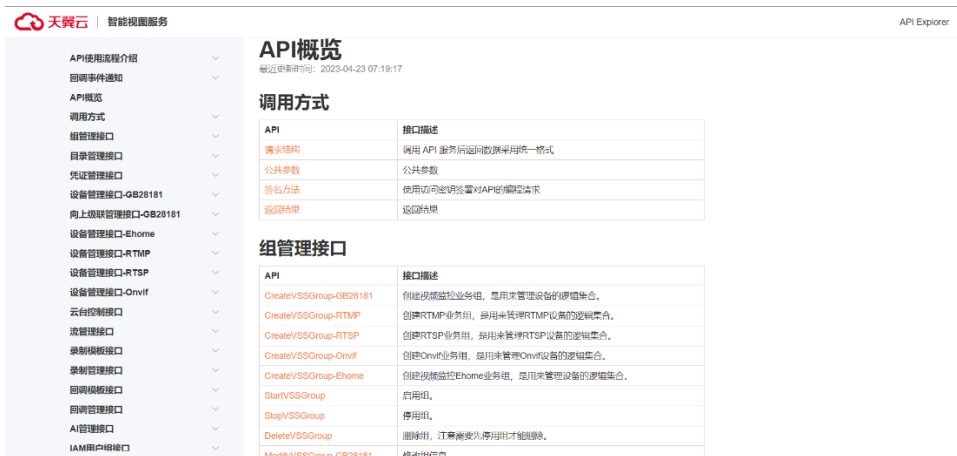 天翼云 智能视图服务
API Explorer
API使用流程介绍
回调事件通知
API概览
调用方式
组管理接口
目录管理接口
凭证管理接口
设备管理接口-GB28181
向上级联管理接口-GB28181
设备管理接口-Ehome
设备管理接口-RTMP
设备管理接口-RTSP
设备管理接口-Onvif
云台控制接口
流管理接口
录制模板接口
录制管理接口
回调模板接口
回调管理接口
AI管理接口
IAM用户组接口
API概览
最近更新时间：2023-04-23 07:19:17
调用方式
API 接口描述
请求结构 调用 API 服务后返回数据采用统一格式
公共参数 公共参数
签名方法 使用访问密钥签署对API的编程请求
返回结果 返回结果
组管理接口
API 接口描述
CreateVSSGroup-GB28181 创建视频监控业务组，是用来管理设备的逻辑集合。
CreateVSSGroup-RTMP 创建RTMP业务组，是用来管理RTMP设备的逻辑集合。
CreateVSSGroup-RTSP 创建RTSP业务组，是用来管理RTSP设备的逻辑集合。
CreateVSSGroup-Onvif 创建Onvif业务组，是用来管理Onvif设备的逻辑集合。
CreateVSSGroup-Ehome 创建视频监控Ehome业务组，是用来管理设备的逻辑集合。
StartVSSGroup 启用组。
StopVSSGroup 停用组。
DeleteVSSGroup 删除组，注意需要先停用组才能删除。
ModifyVSSGroup-GB28181 修改组信息